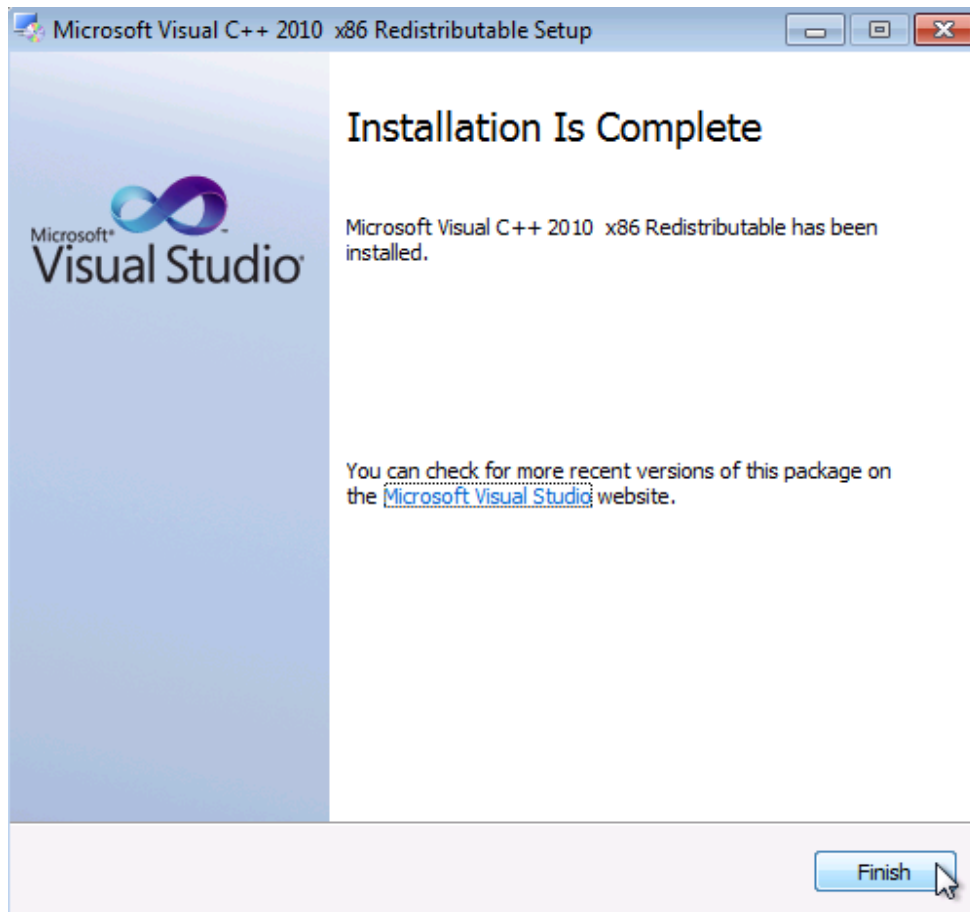 Microsoft Visual C++ 2010  x86 Redistributable Setup
Installation Is Complete
Microsoft®
Visual Studio®
Microsoft Visual C++ 2010  x86 Redistributable has been
installed.
You can check for more recent versions of this package on
the Microsoft Visual Studio website.
Finish